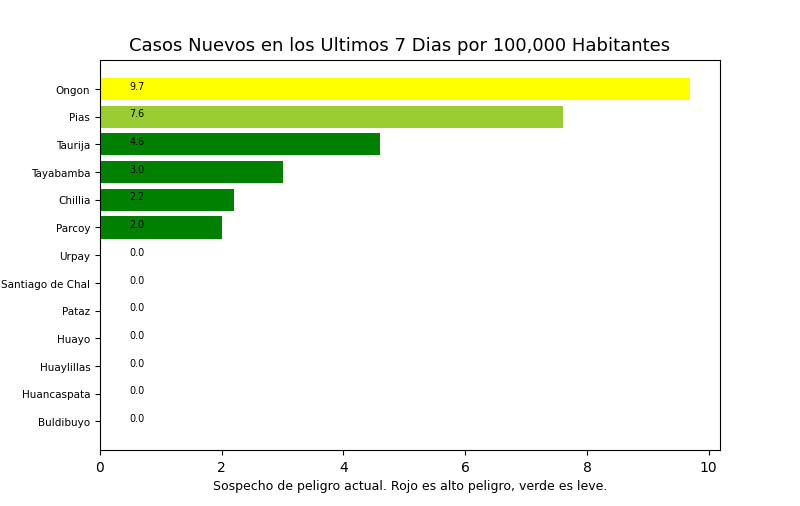 Casos Nuevos en los Ultimos 7 Dias por 100,000 Habitantes
Ongon 9.7
Pias 7.6
Taurija 4.6
Tayabamba 3.0
Chillia 2.2
Parcoy 2.0
Urpay 0.0
Santiago de Chal 0.0
Pataz 0.0
Huayo 0.0
Huaylillas 0.0
Huancaspata 0.0
Buldibuyo 0.0
0 2 4 6 8 10
Sospecho de peligro actual. Rojo es alto peligro, verde es leve.